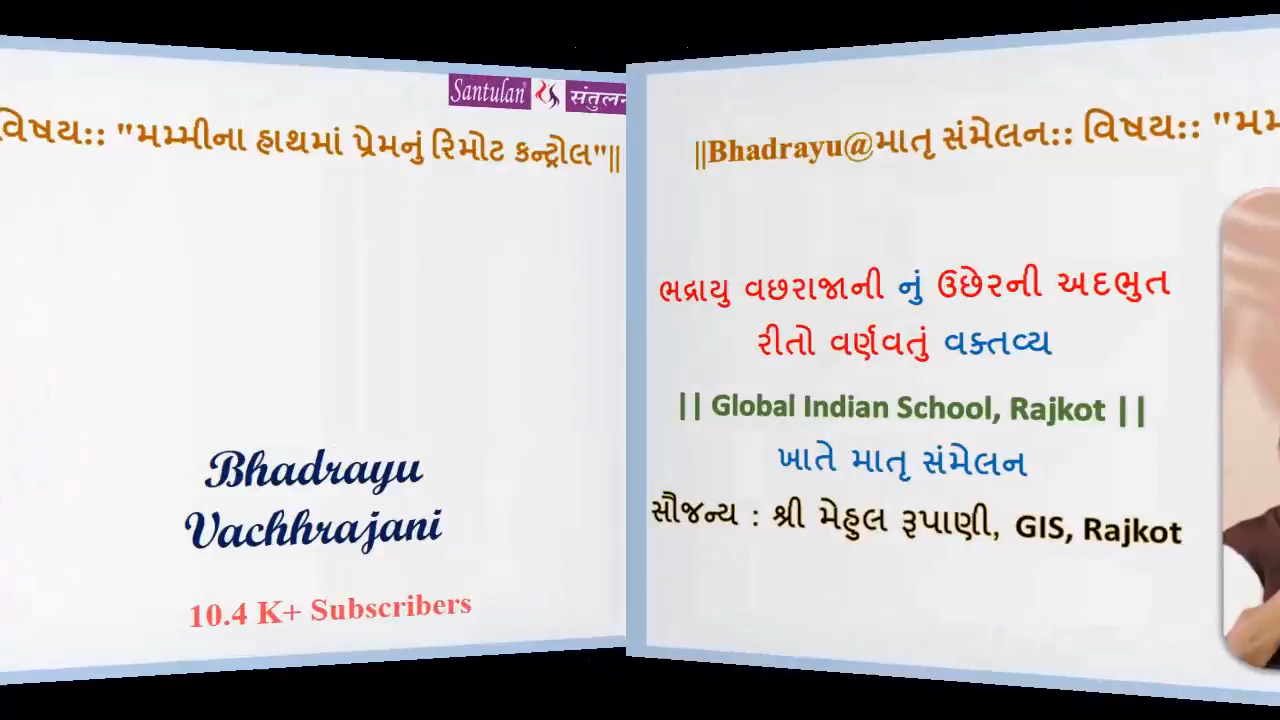 Santulan संतुलन
વિષય:: "મમ્મીના હાથમાં પ્રેમનું રિમોટ કન્ટ્રોલ"||
Bhadrayu
Vachhrajani
10.4 K+ Subscribers
||Bhadrayu@માતૃ સંમેલન:: વિષય:: "મમ
ભદ્રાયુ વછરાજાની નું ઉછેરની અદભુત
રીતો વર્ણવતું વક્તવ્ય
|| Global Indian School, Rajkot ||
ખાતે માતૃ સંમેલન
સૌજન્ય : શ્રી મેહુલ રૂપાણી, GIS, Rajkot